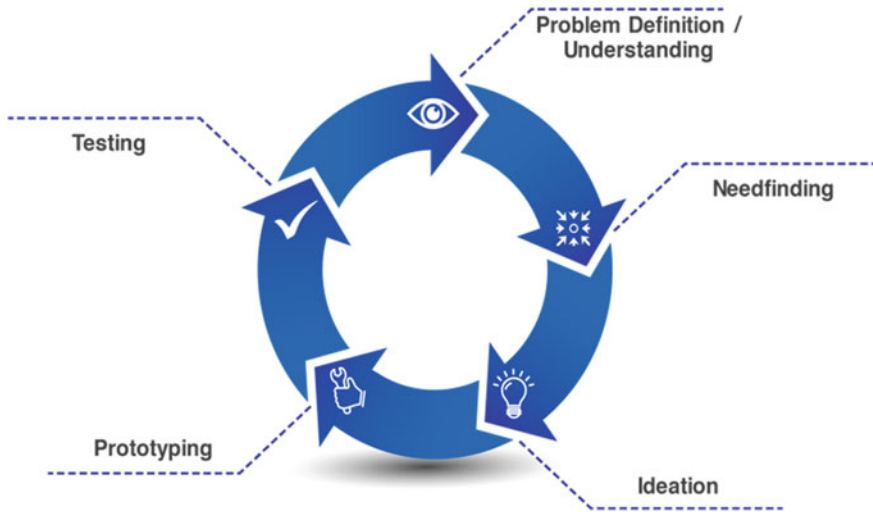 Problem Definition /
Understanding
Needfinding
Ideation
Prototyping
Testing